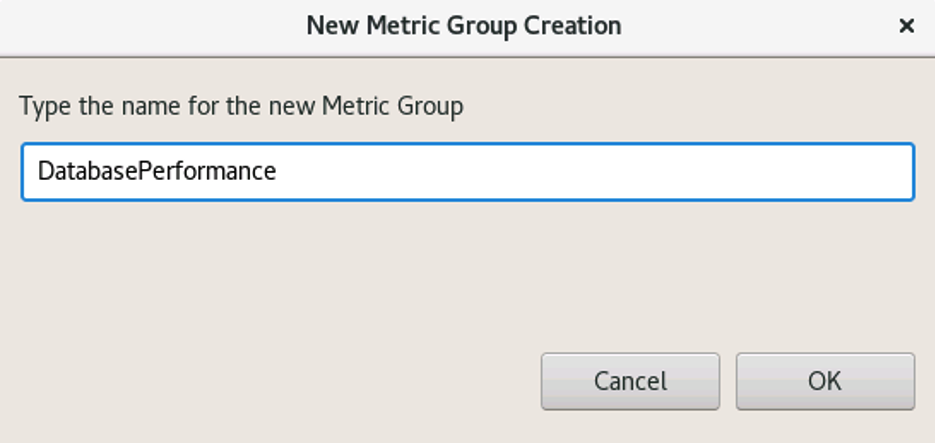 New Metric Group Creation
Type the name for the new Metric Group
DatabasePerformance
Cancel OK